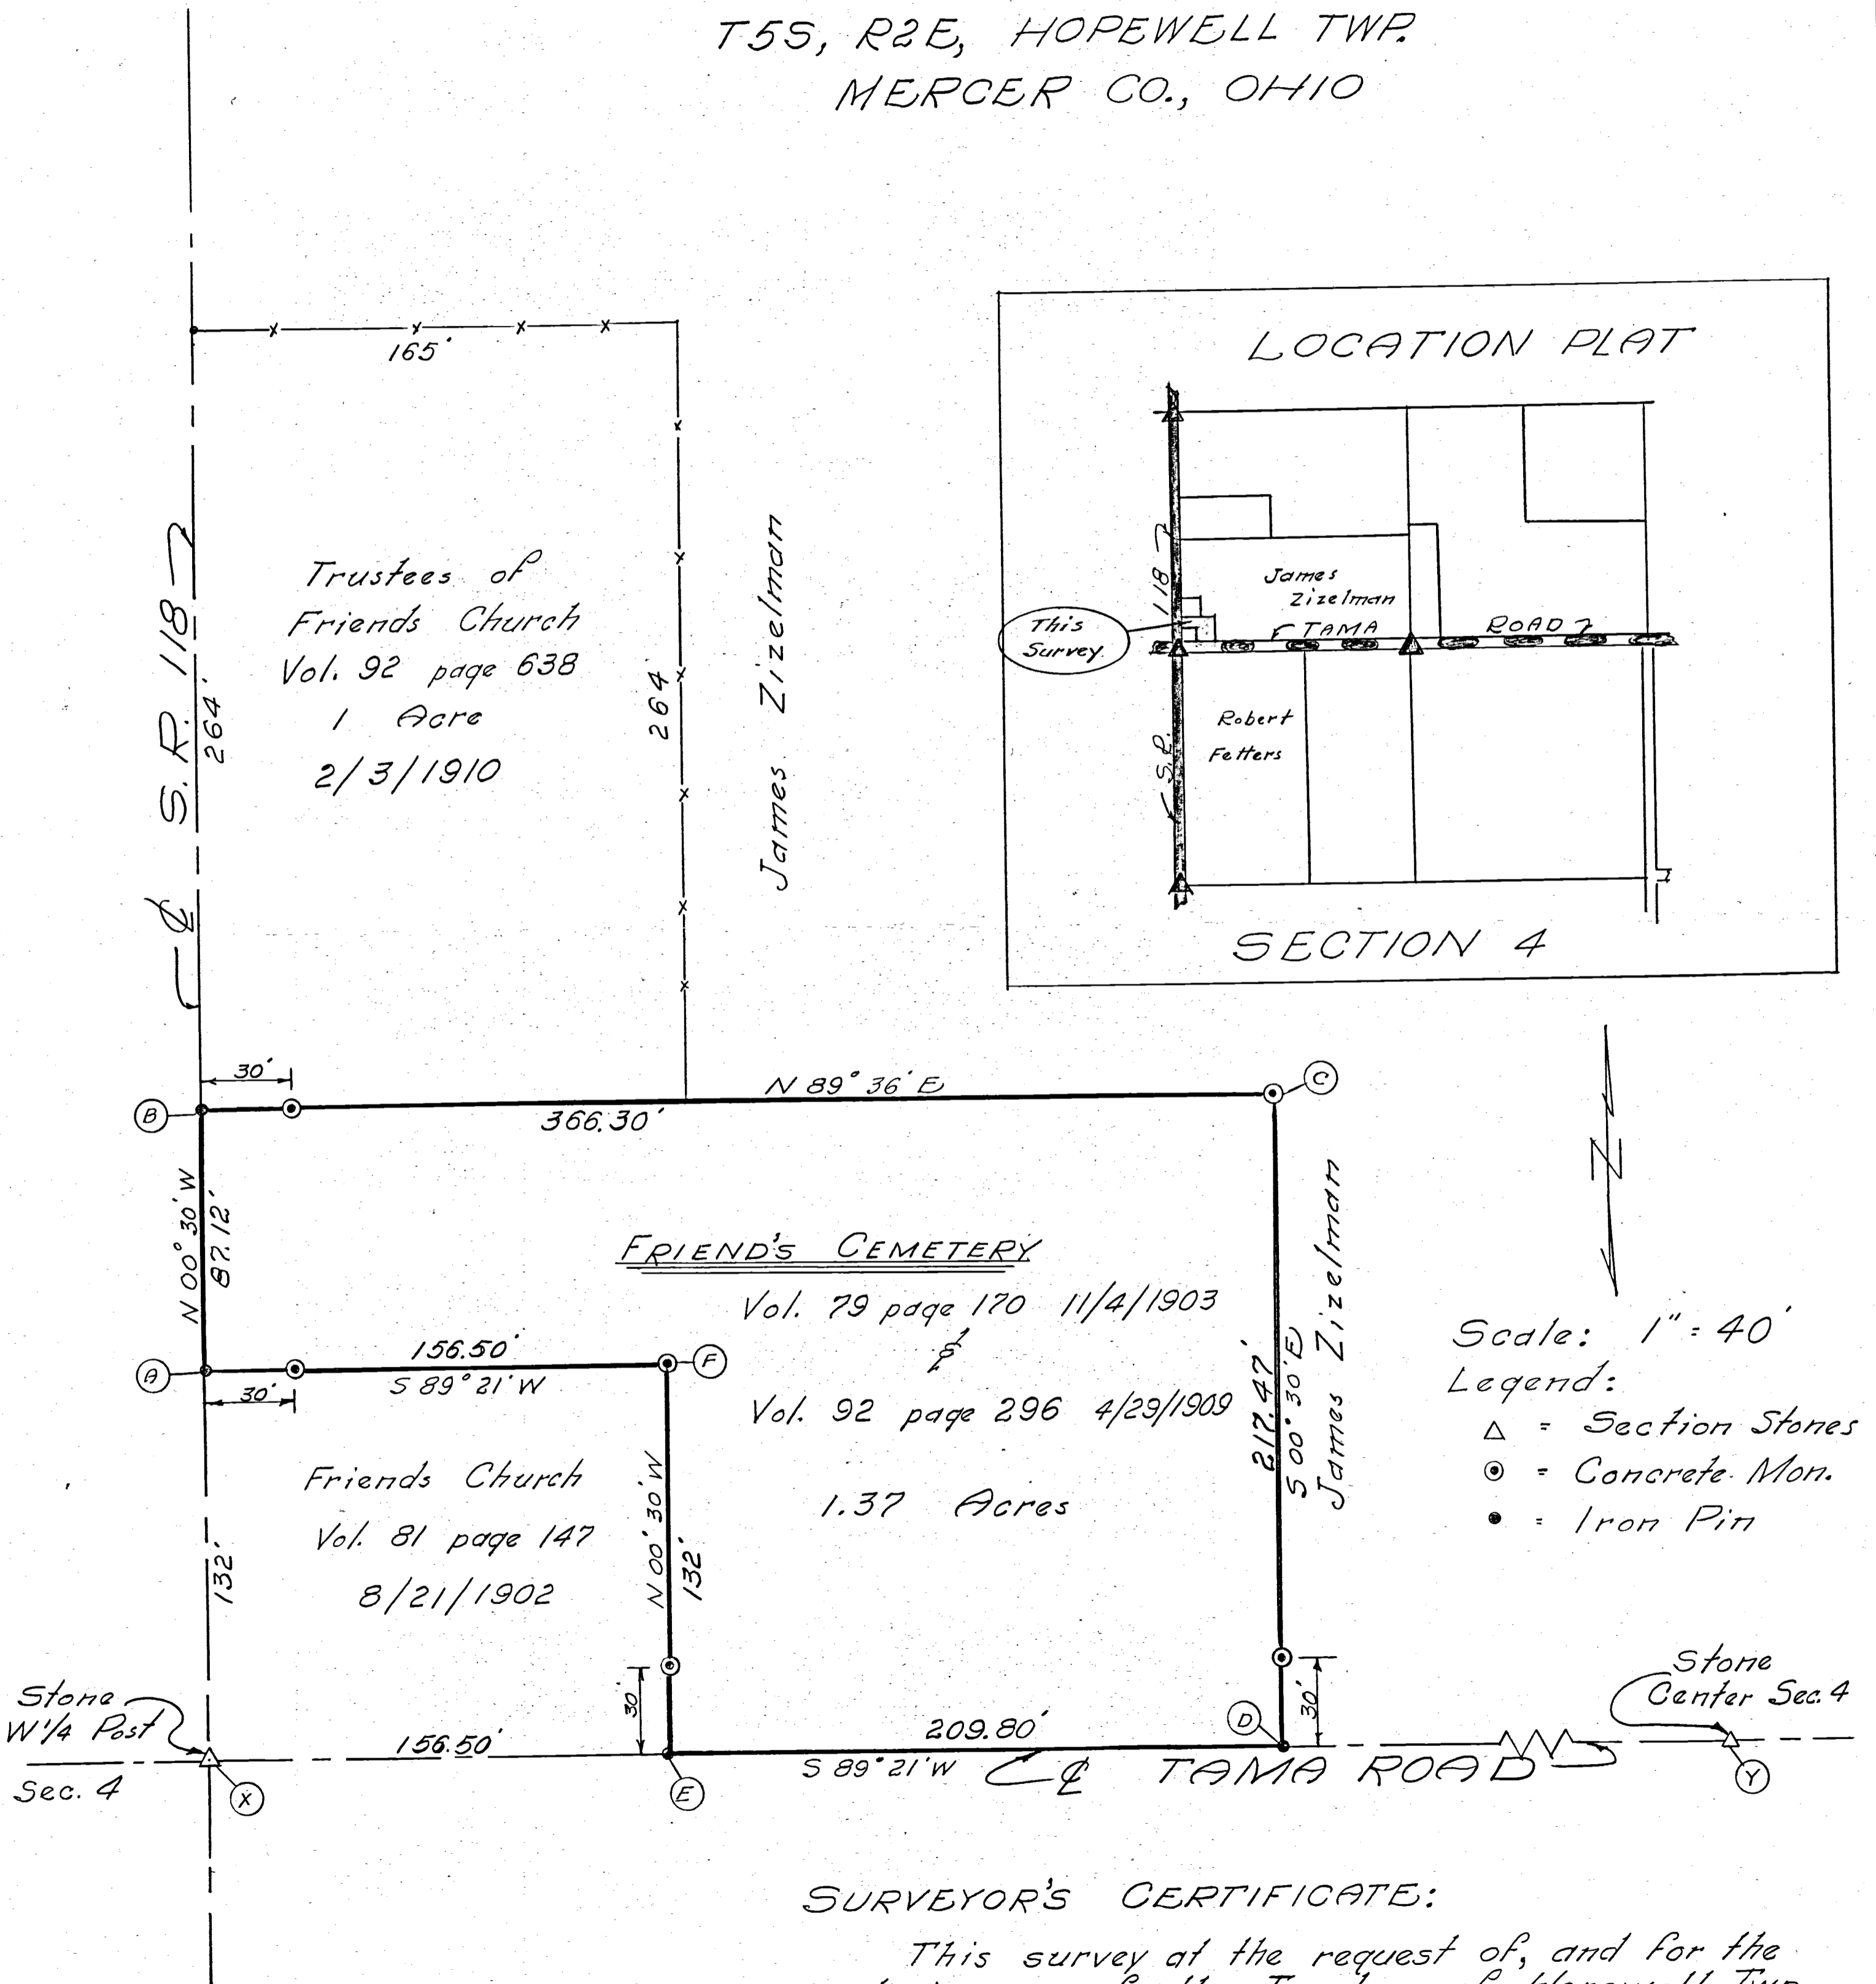 T5S, R2E, HOPEWELL TWP.
MERCER CO., OHIO
165'
Trustees of
Friends Church
Vol. 92 page 638
1 Acre
2/3/1910
S. R. 118
264'
264'
James Zizelman
℄
LOCATION PLAT
118
James
Zizelman
This
Survey
TAMA ROAD
Robert
Fetters
S.R.
SECTION 4
30'
N 89° 36' E
C
B
366.30'
N 00° 30' W
87.12'
FRIEND'S CEMETERY
Vol. 79 page 170 11/4/1903
&
Vol. 92 page 296 4/29/1909
1.37 Acres
217.47'
S 00° 30' E
James Zizelman
N
Scale: 1" = 40'
Legend:
△ = Section Stones
⊙ = Concrete Mon.
• = Iron Pin
156.50'
A
F
30'
S 89° 21' W
Friends Church
Vol. 81 page 147
8/21/1902
N 00° 30' W
132'
132'
Stone
W 1/4 Post
Sec. 4
X
156.50'
30'
E
209.80'
S 89° 21' W
℄ TAMA ROAD
D
30'
Stone
Center Sec. 4
Y
SURVEYOR'S CERTIFICATE:
This survey at the request of, and for the